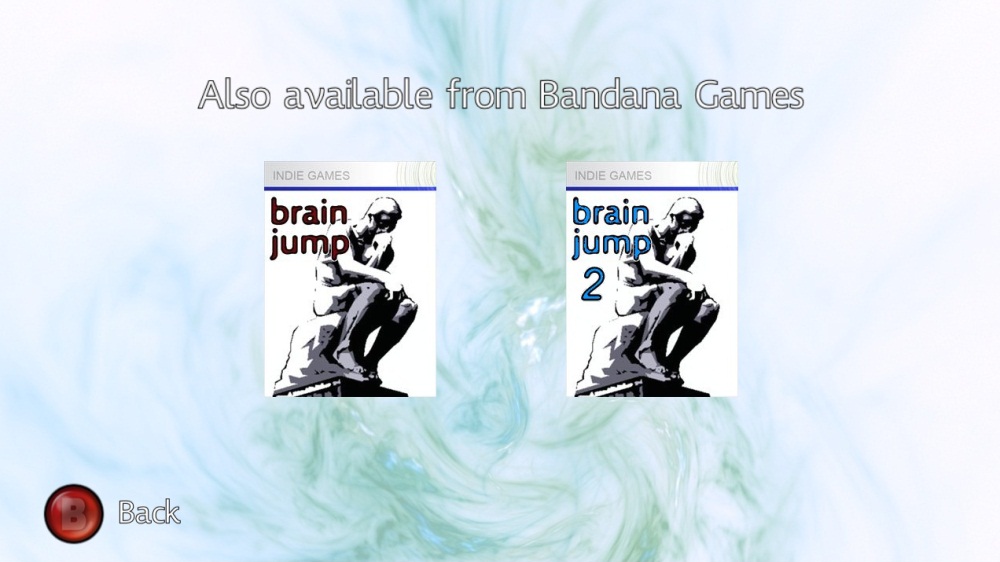 Also available from Bandana Games
INDIE GAMES
brain
jump
INDIE GAMES
brain
jump
2
B
Back